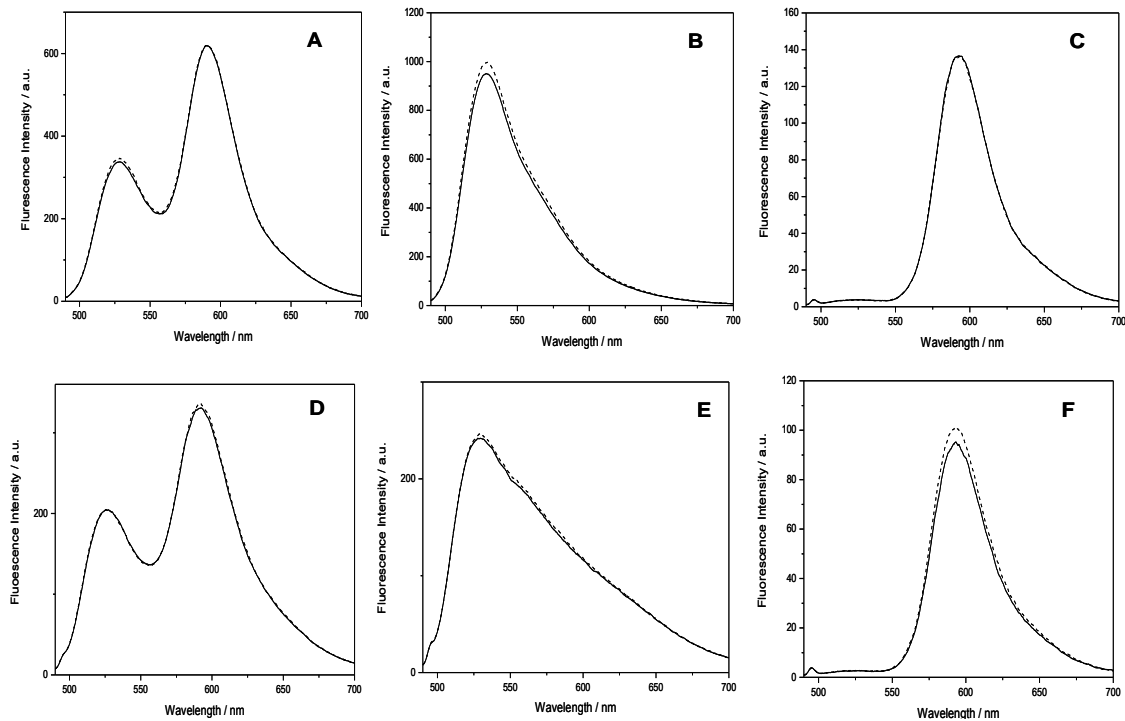 A
Flurescence Intensity / a.u.
600
400
200
0
500 550 600 650 700
Wavelength / nm
B
Fluorescence Intensity / a.u.
1200
1000
800
600
400
200
0
500 550 600 650 700
Wavelength / nm
C
Fluorescence Intensity / a.u.
160
140
120
100
80
60
40
20
0
500 550 600 650 700
Wavelength / nm
D
Fluoescence Intensity / a.u.
200
0
500 550 600 650 700
Wavelength / nm
E
Fluorescence Intensity / a.u.
200
0
500 550 600 650 700
Wavelength / nm
F
Fluorescence Intensity / a.u.
120
100
80
60
40
20
0
500 550 600 650 700
Wavelength / nm